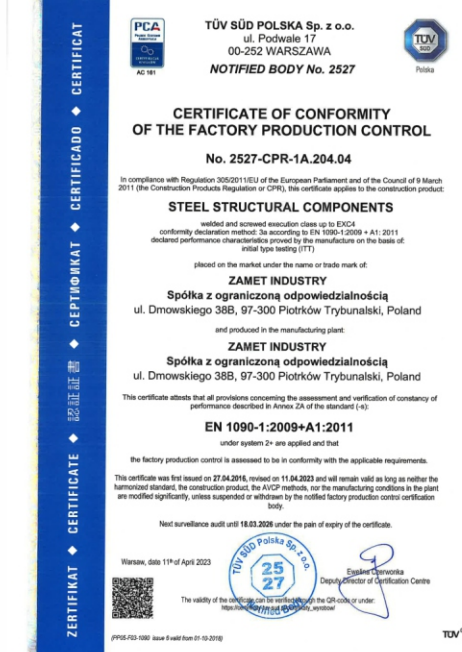 PCA
AC 161
TÜV SÜD POLSKA Sp. z o.o.
ul. Podwale 17
00-252 WARSZAWA
NOTIFIED BODY No. 2527
TÜV
SÜD
Polska
CERTIFICATE OF CONFORMITY
OF THE FACTORY PRODUCTION CONTROL
No. 2527-CPR-1A.204.04
In compliance with Regulation 305/2011/EU of the European Parliament and of the Council of 9 March
2011 (the Construction Products Regulation or CPR), this certificate applies to the construction product:
STEEL STRUCTURAL COMPONENTS
welded and screwed execution class up to EXC4
conformity declaration method: 3a according to EN 1090-1:2009 + A1: 2011
declared performance characteristics proved by the manufacture on the basis of:
initial type testing (ITT)
placed on the market under the name or trade mark of:
ZAMET INDUSTRY
Spółka z ograniczoną odpowiedzialnością
ul. Dmowskiego 38B, 97-300 Piotrków Trybunalski, Poland
and produced in the manufacturing plant:
ZAMET INDUSTRY
Spółka z ograniczoną odpowiedzialnością
ul. Dmowskiego 38B, 97-300 Piotrków Trybunalski, Poland
This certificate attests that all provisions concerning the assessment and verification of constancy of
performance described in Annex ZA of the standard (-s):
EN 1090-1:2009+A1:2011
under system 2+ are applied and that
the factory production control is assessed to be in conformity with the applicable requirements.
This certificate was first issued on 27.04.2016, revised on 11.04.2023 and will remain valid as long as neither the
harmonized standard, the construction product, the AVCP methods, nor the manufacturing conditions in the plant
are modified significantly, unless suspended or withdrawn by the notified factory production control certification
body.
Next surveillance audit until 18.03.2026 under the pain of expiry of the certificate.
TÜV SÜD Polska Sp. z o.o.
25
27
Notified Body
Warsaw, date 11th of April 2023
Ewelina Czerwonka
Deputy Director of Certification Centre
The validity of the certificate can be verified through the QR-code or under:
(PP05-F03-1090 issue 6 valid from 01-10-2018)
TÜV
ZERTIFIKAT ◆ CERTIFICATE ◆ 認証証書 ◆ СЕРТИФИКАТ ◆ CERTIFICADO ◆ CERTIFICAT